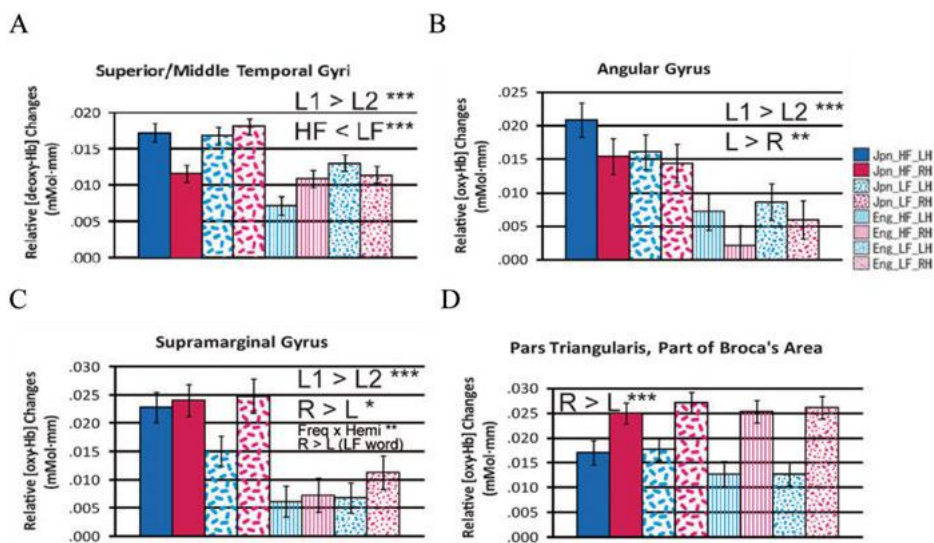 A
Superior/Middle Temporal Gyri
Relative [deoxy-Hb] Changes
(mMol·mm)
.020
.015
.010
.005
.000
L1 > L2 ***
HF < LF***
B
Angular Gyrus
Relative [oxy-Hb] Changes
(mMol·mm)
.025
.020
.015
.010
.005
.000
L1 > L2 ***
L > R **
Jpn_HF_LH
Jpn_HF_RH
Jpn_LF_LH
Jpn_LF_RH
Eng_HF_LH
Eng_HF_RH
Eng_LF_LH
Eng_LF_RH
C
Supramarginal Gyrus
Relative [oxy-Hb] Changes
(mMol·mm)
.030
.025
.020
.015
.010
.005
.000
L1 > L2 ***
R > L *
Freq x Hemi **
R > L (LF word)
D
Pars Triangularis, Part of Broca's Area
Relative [oxy-Hb] Changes
(mMol·mm)
.030
.025
.020
.015
.010
.005
.000
R > L ***